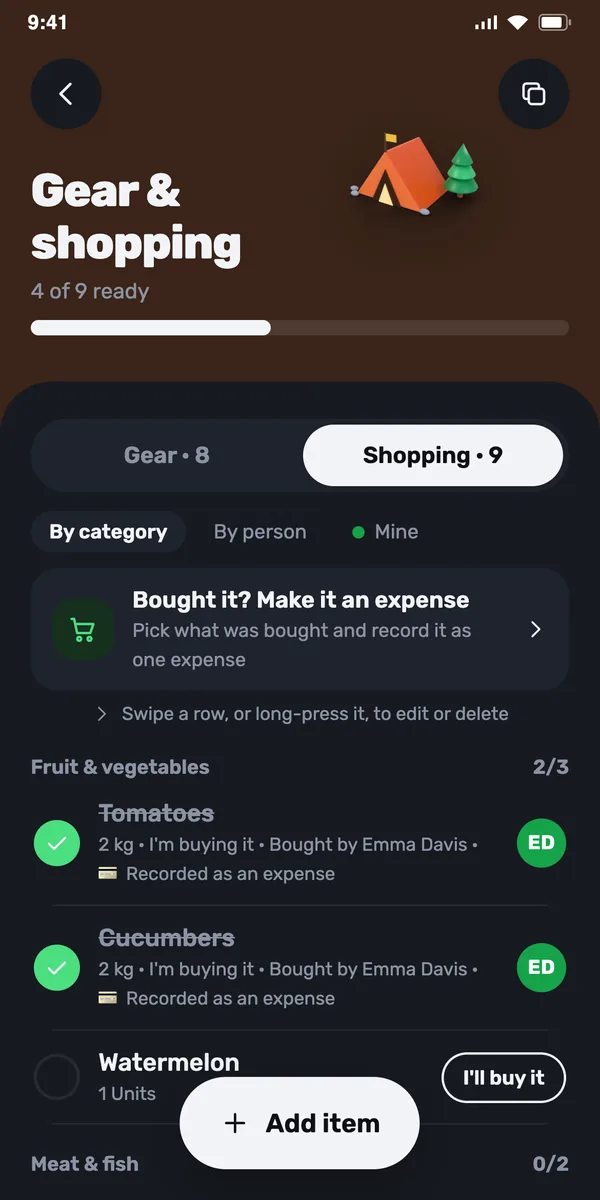 9:41
Gear &
shopping
4 of 9 ready
Gear • 8
Shopping • 9
By category
By person
Mine
Bought it? Make it an expense
Pick what was bought and record it as
one expense
Swipe a row, or long-press it, to edit or delete
Fruit & vegetables
2/3
Tomatoes
2 kg • I'm buying it • Bought by Emma Davis •
💳 Recorded as an expense
ED
Cucumbers
2 kg • I'm buying it • Bought by Emma Davis •
💳 Recorded as an expense
ED
Watermelon
1 Units
I'll buy it
+ Add item
Meat & fish
0/2